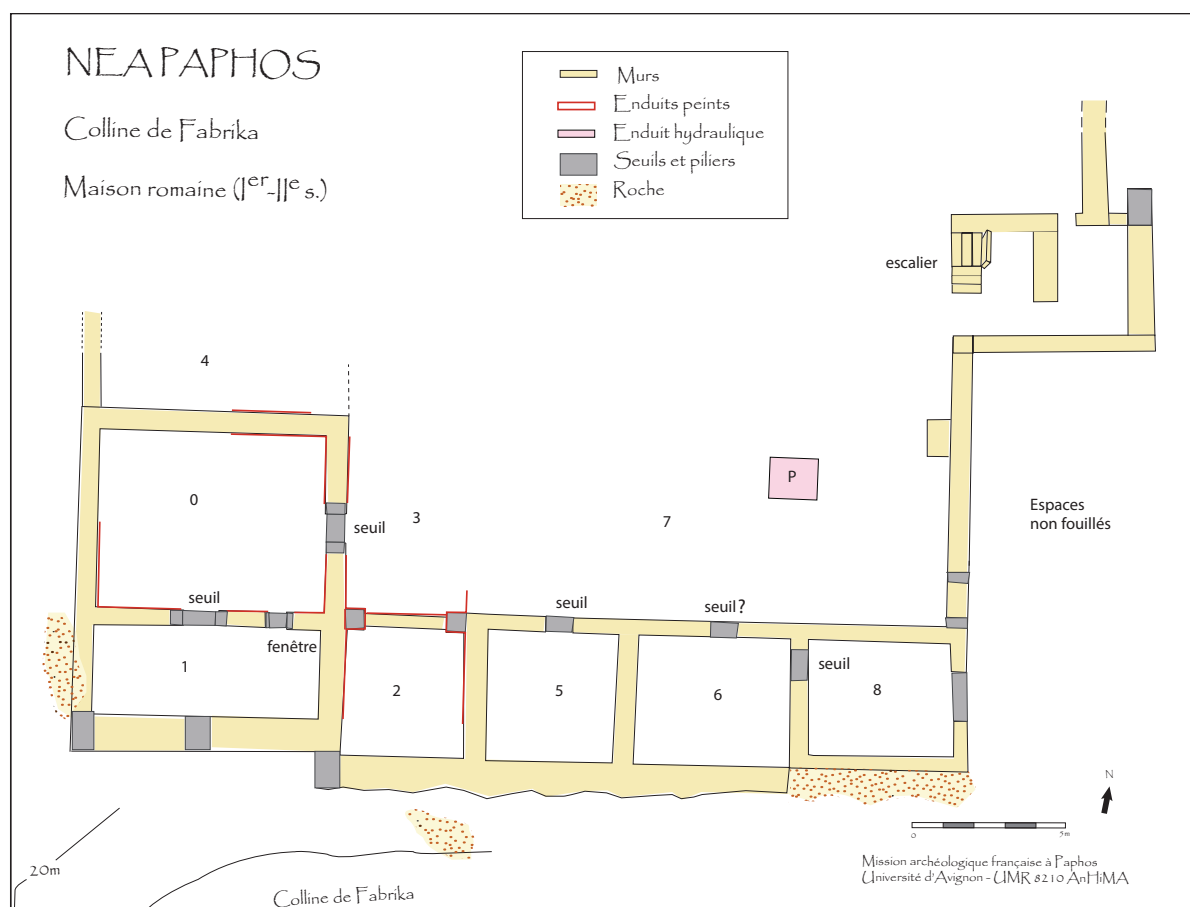 NEA PAPHOS
Colline de Fabrika
Maison romaine (Ier-IIe s.)
Murs
Enduits peints
Enduit hydraulique
Seuils et piliers
Roche
escalier
4
0
seuil
3
7
P
Espaces
non fouillés
seuil
fenêtre
seuil
seuil?
1
2
5
6
seuil
8
N
0
5m
20m
Colline de Fabrika
Mission archéologique française à Paphos
Université d'Avignon - UMR 8210 AnHiMA